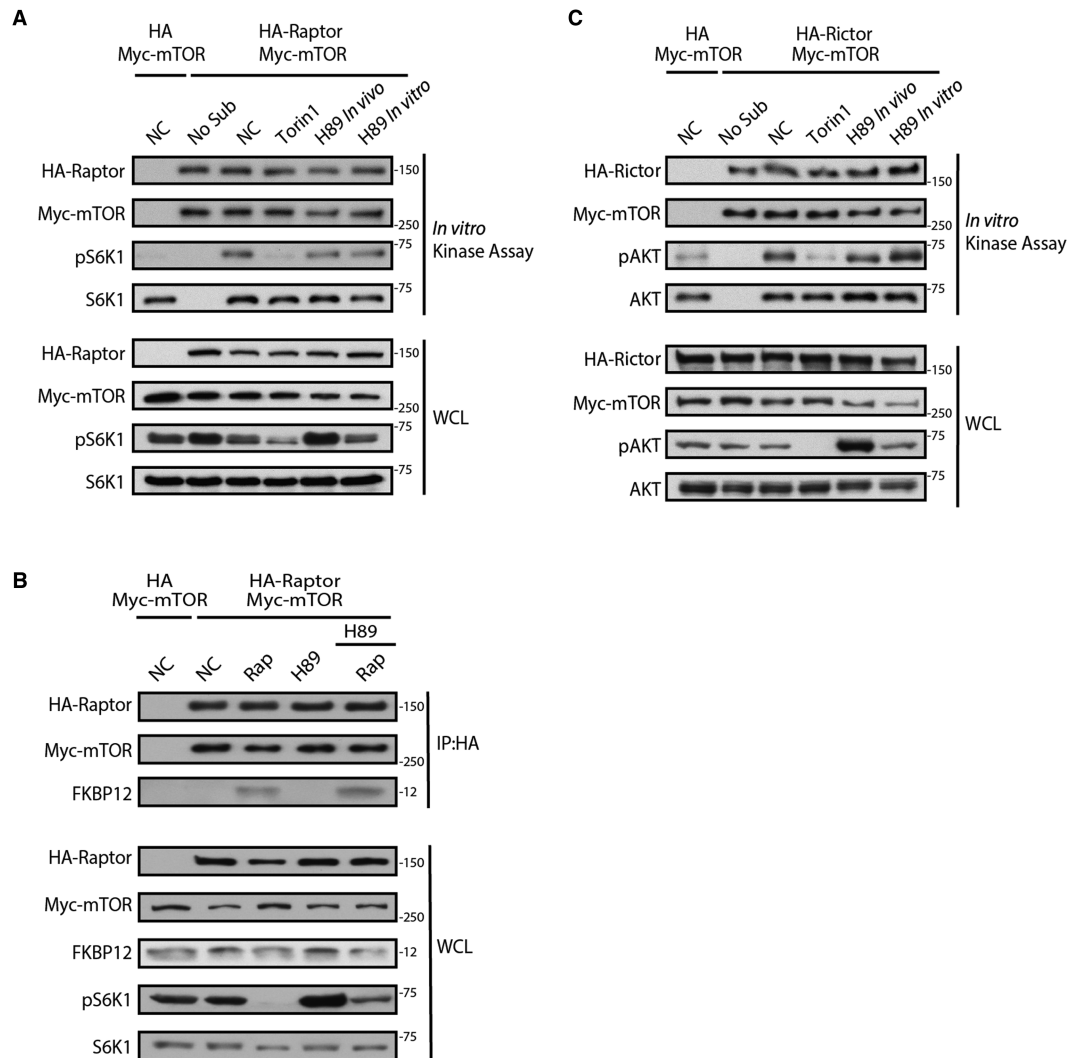 A
HA
Myc-mTOR
HA-Raptor
Myc-mTOR
NC
No Sub
NC
Torin1
H89 In vivo
H89 In vitro
HA-Raptor
-150
Myc-mTOR
-250
pS6K1
-75
S6K1
-75
In vitro
Kinase Assay
HA-Raptor
-150
Myc-mTOR
-250
pS6K1
-75
S6K1
-75
WCL
C
HA
Myc-mTOR
HA-Rictor
Myc-mTOR
NC
No Sub
NC
Torin1
H89 In vivo
H89 In vitro
HA-Rictor
-150
Myc-mTOR
-250
pAKT
-75
AKT
-75
In vitro
Kinase Assay
HA-Rictor
-150
Myc-mTOR
-250
pAKT
-75
AKT
-75
WCL
B
HA
Myc-mTOR
HA-Raptor
Myc-mTOR
H89
NC
NC
Rap
H89
Rap
HA-Raptor
-150
Myc-mTOR
-250
FKBP12
-12
IP:HA
HA-Raptor
-150
Myc-mTOR
-250
FKBP12
-12
pS6K1
-75
S6K1
-75
WCL